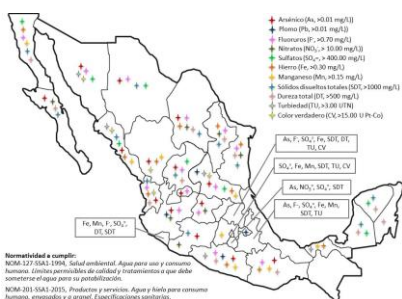 Arsénico (As, >0.01 mg/L)
Plomo (Pb, >0.01 mg/L)
Fluoruros (F⁻, >0.70 mg/L)
Nitratos (NO₃⁻, > 10.00 mg/L)
Sulfatos (SO₄⁼, > 400.00 mg/L)
Hierro (Fe, >0.30 mg/L)
Manganeso (Mn, >0.15 mg/L)
Sólidos disueltos totales (SDT, >1000 mg/L)
Dureza total (DT, >500 mg/L)
Turbiedad (TU, >3.00 UTN)
Color verdadero (CV, >15.00 U Pt-Co)
As, F⁻, SO₄⁼, Fe, SDT, DT,
TU, CV
SO₄⁼, Fe, Mn, SDT, TU, CV
As, NO₃⁻, SO₄⁼, SDT
As, F⁻, SO₄⁼, Fe, Mn,
SDT, TU
Fe, Mn, F⁻, SO₄⁼,
DT, SDT
Normatividad a cumplir:
NOM-127-SSA1-1994, Salud ambiental. Agua para uso y consumo
humano. Límites permisibles de calidad y tratamientos a que debe
someterse el agua para su potabilización.
NOM-201-SSA1-2015, Productos y servicios. Agua y hielo para consumo
humano, envasados y a granel. Especificaciones sanitarias.